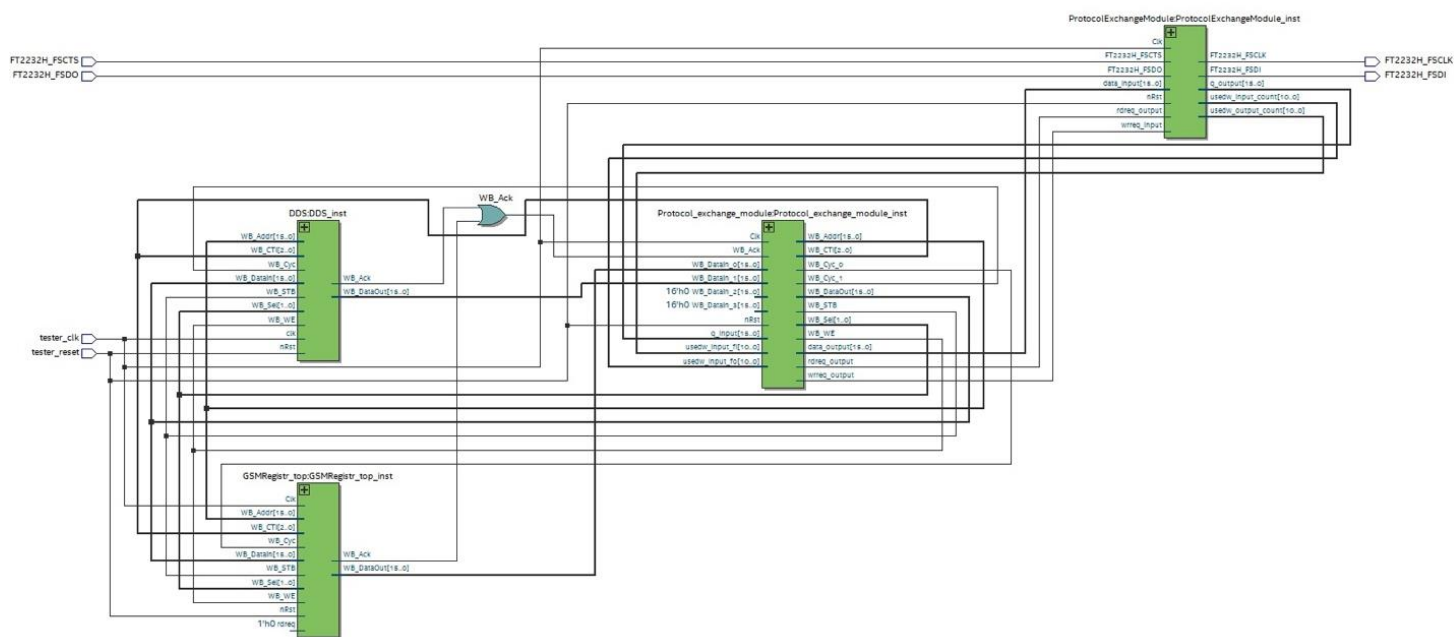 ProtocolExchangeModule:ProtocolExchangeModule_inst
Clk
FT2232H_FSCTS
FT2232H_FSCTS
FT2232H_FSCLK
FT2232H_FSCLK
FT2232H_FSDO
FT2232H_FSDO
FT2232H_FSDI
FT2232H_FSDI
data_input[15..0]
q_output[15..0]
nRst
usedw_input_count[10..0]
rdreq_output
usedw_output_count[10..0]
wrreq_input
WB_Ack
DDS:DDS_inst
WB_Addr[15..0]
WB_CTI[2..0]
WB_Cyc
WB_DataIn[15..0]
WB_STB
WB_Sel[1..0]
WB_WE
clk
nRst
WB_Ack
WB_DataOut[15..0]
Protocol_exchange_module:Protocol_exchange_module_inst
Clk
WB_Ack
WB_DataIn_0[15..0]
WB_DataIn_1[15..0]
16'h0 WB_DataIn_2[15..0]
16'h0 WB_DataIn_3[15..0]
nRst
q_input[15..0]
usedw_input_fi[10..0]
usedw_input_fo[10..0]
WB_Addr[15..0]
WB_CTI[2..0]
WB_Cyc_0
WB_Cyc_1
WB_DataOut[15..0]
WB_STB
WB_Sel[1..0]
WB_WE
data_output[15..0]
rdreq_output
wrreq_output
tester_clk
tester_reset
GSMRegistr_top:GSMRegistr_top_inst
Clk
WB_Addr[15..0]
WB_CTI[2..0]
WB_Cyc
WB_DataIn[15..0]
WB_STB
WB_Sel[1..0]
WB_WE
nRst
1'h0 rdreq
WB_Ack
WB_DataOut[15..0]